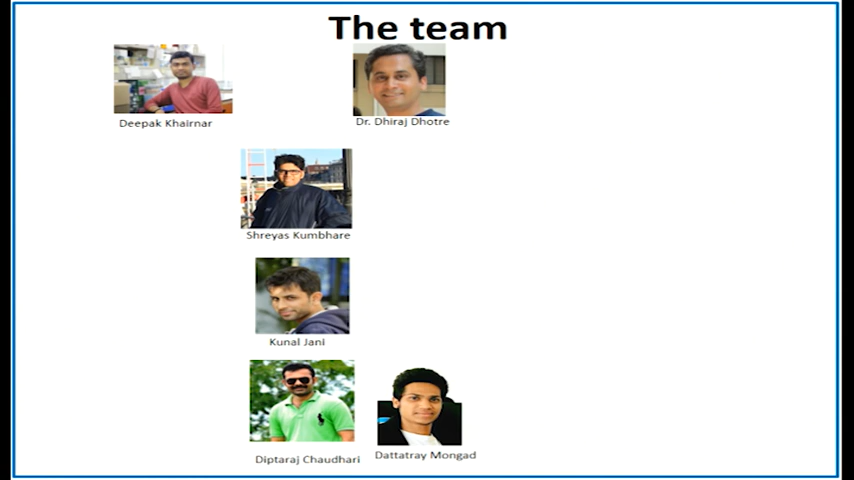 The team
Deepak Khairnar
Dr. Dhiraj Dhotre
Shreyas Kumbhare
Kunal Jani
Diptaraj Chaudhari
Dattatray Mongad